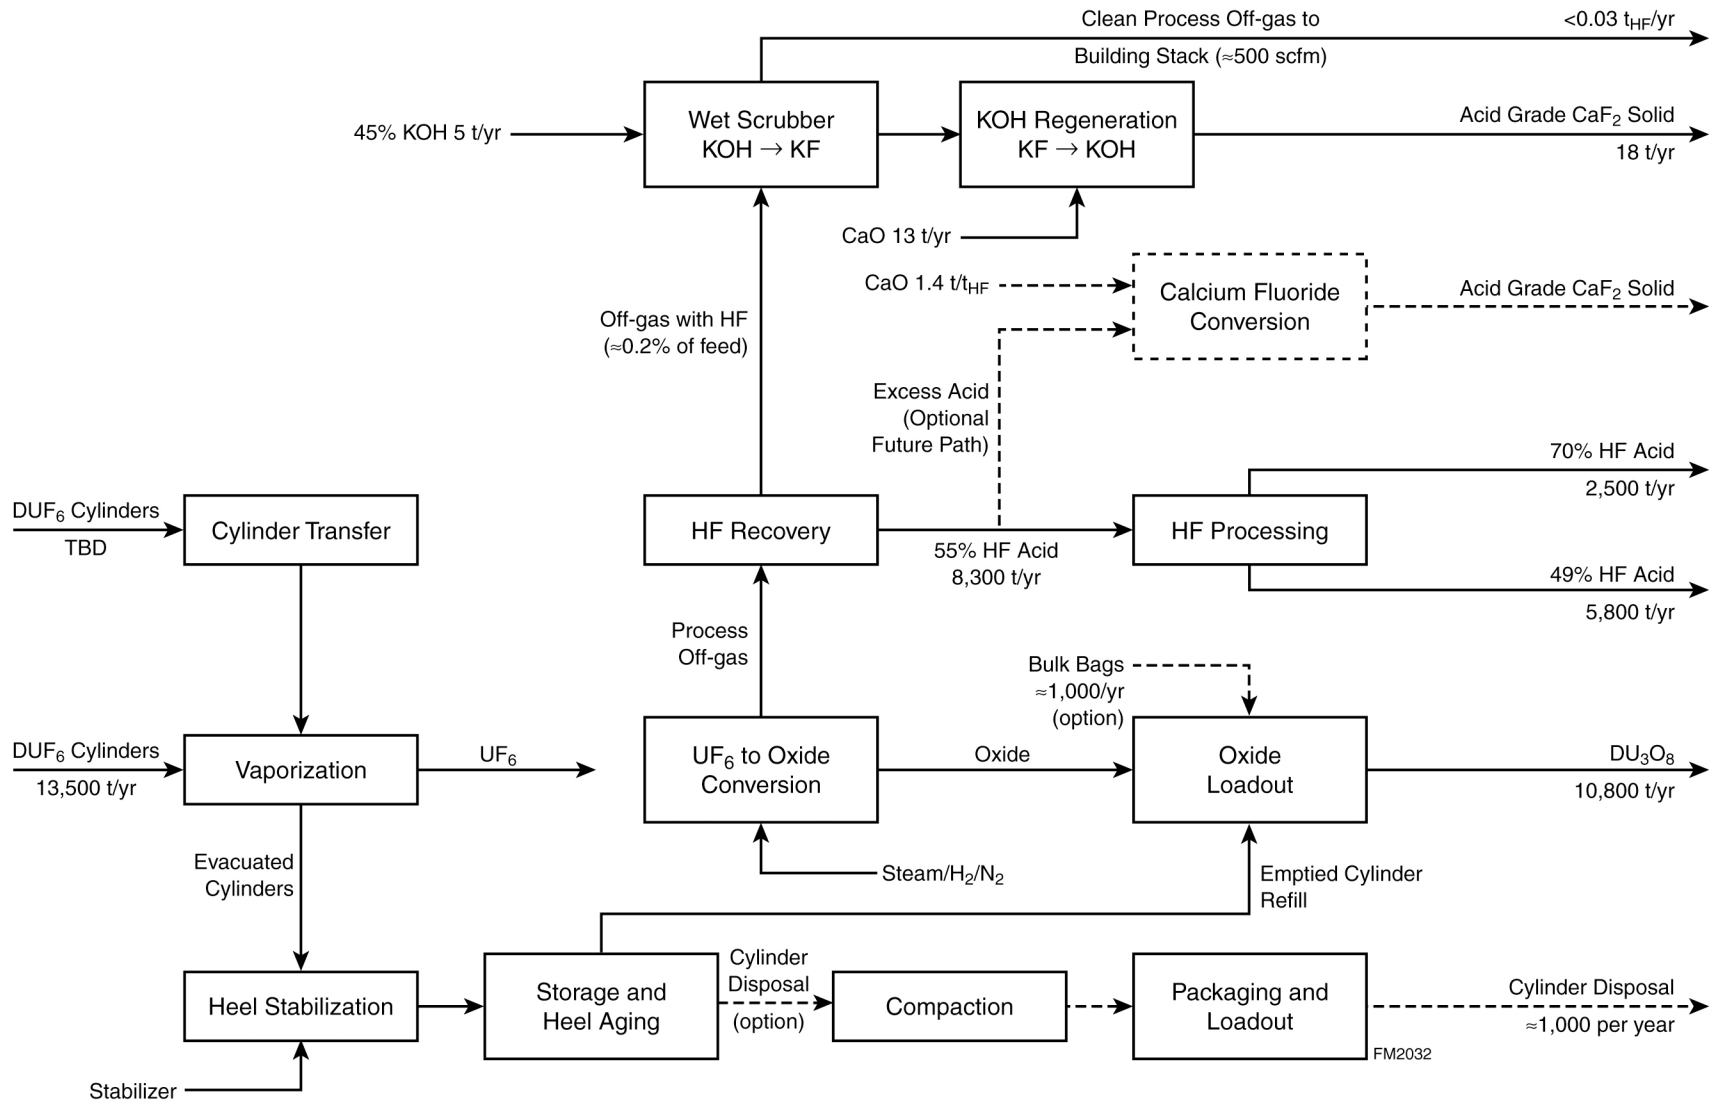 Clean Process Off-gas to
<0.03 tHF/yr
Building Stack (≈500 scfm)
45% KOH 5 t/yr
Wet Scrubber
KOH → KF
KOH Regeneration
KF → KOH
Acid Grade CaF2 Solid
18 t/yr
CaO 13 t/yr
CaO 1.4 t/tHF
Calcium Fluoride
Conversion
Acid Grade CaF2 Solid
Off-gas with HF
(≈0.2% of feed)
Excess Acid
(Optional
Future Path)
DUF6 Cylinders
TBD
Cylinder Transfer
HF Recovery
55% HF Acid
8,300 t/yr
HF Processing
70% HF Acid
2,500 t/yr
49% HF Acid
5,800 t/yr
Process
Off-gas
Bulk Bags
≈1,000/yr
(option)
DUF6 Cylinders
13,500 t/yr
Vaporization
UF6
UF6 to Oxide
Conversion
Oxide
Oxide
Loadout
DU3O8
10,800 t/yr
Evacuated
Cylinders
Steam/H2/N2
Emptied Cylinder
Refill
Heel Stabilization
Storage and
Heel Aging
Cylinder
Disposal
(option)
Compaction
Packaging and
Loadout
Cylinder Disposal
≈1,000 per year
FM2032
Stabilizer